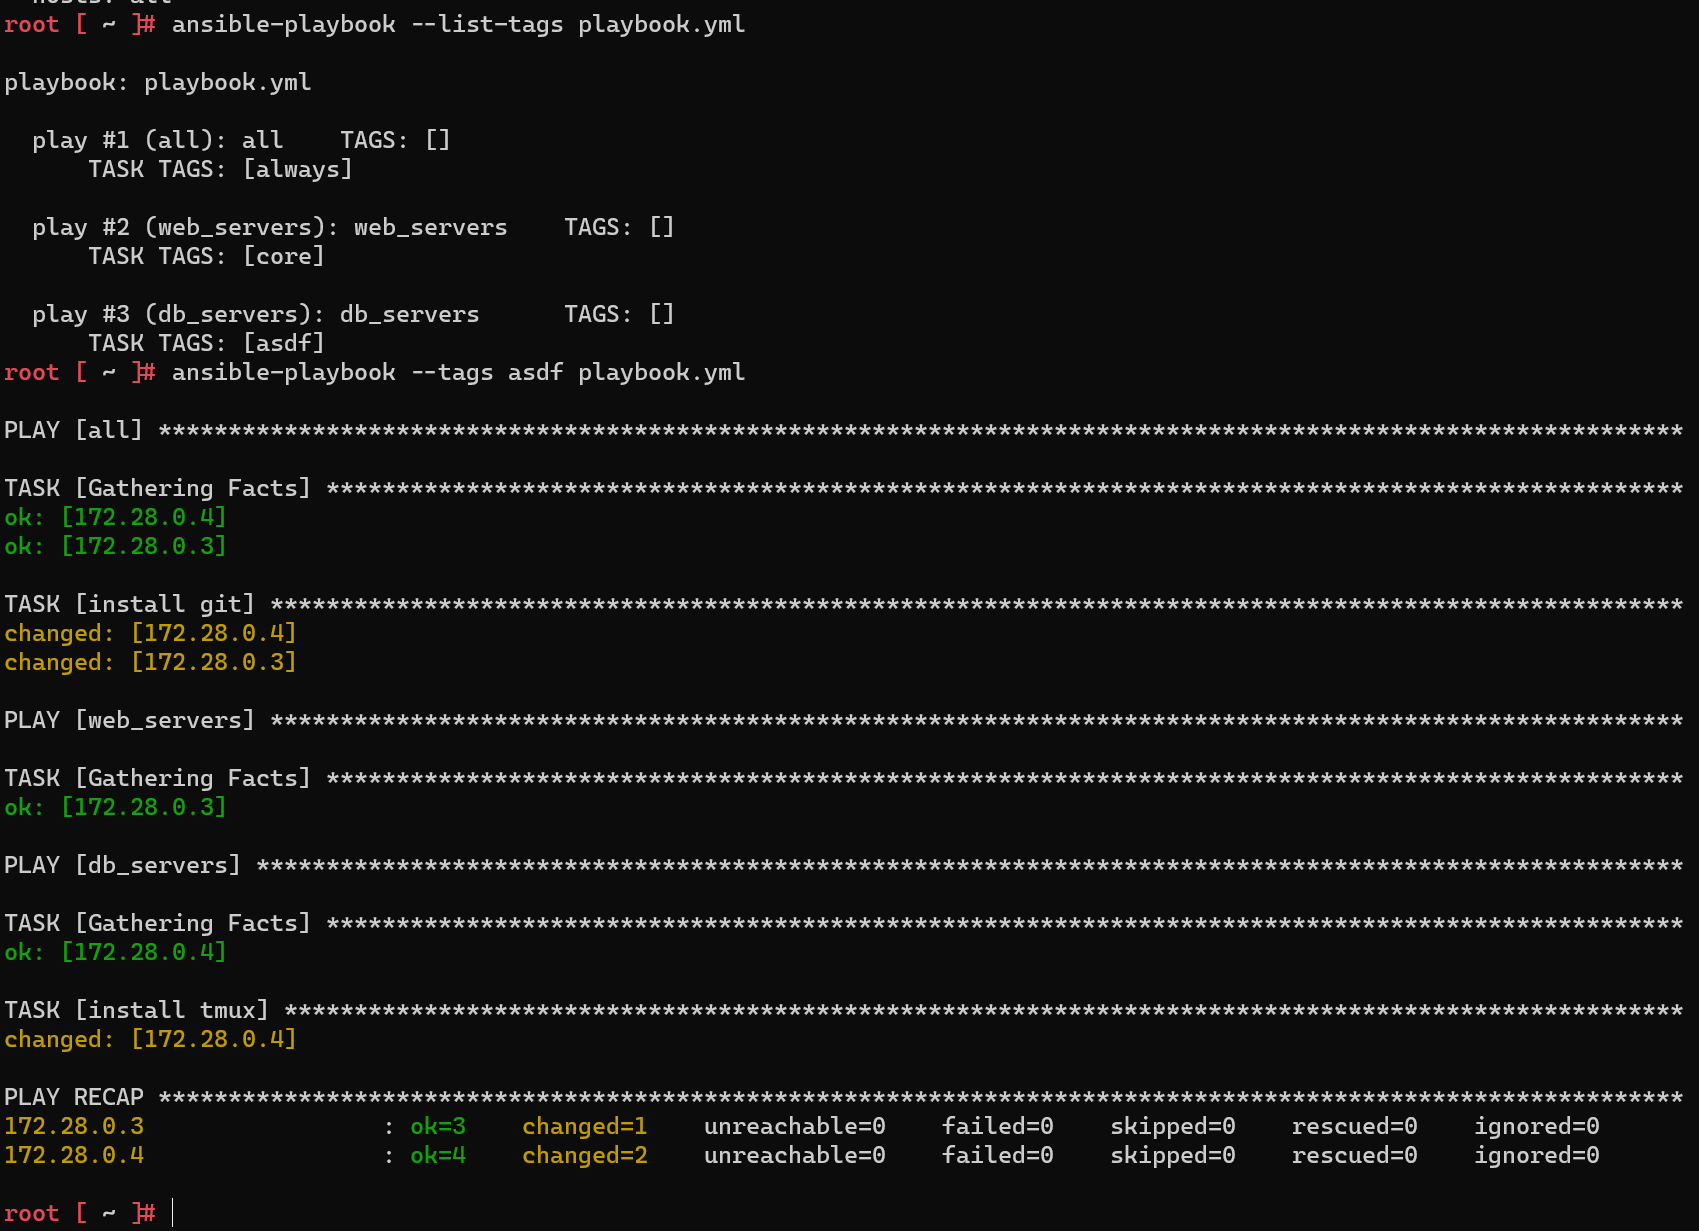 hosts: all
root [ ~ ]# ansible-playbook --list-tags playbook.yml
playbook: playbook.yml
play #1 (all): all    TAGS: []
TASK TAGS: [always]
play #2 (web_servers): web_servers    TAGS: []
TASK TAGS: [core]
play #3 (db_servers): db_servers      TAGS: []
TASK TAGS: [asdf]
root [ ~ ]# ansible-playbook --tags asdf playbook.yml
PLAY [all] *************************************************************************************************************
TASK [Gathering Facts] *************************************************************************************************
ok: [172.28.0.4]
ok: [172.28.0.3]
TASK [install git] *****************************************************************************************************
changed: [172.28.0.4]
changed: [172.28.0.3]
PLAY [web_servers] *****************************************************************************************************
TASK [Gathering Facts] *************************************************************************************************
ok: [172.28.0.3]
PLAY [db_servers] ******************************************************************************************************
TASK [Gathering Facts] *************************************************************************************************
ok: [172.28.0.4]
TASK [install tmux] ****************************************************************************************************
changed: [172.28.0.4]
PLAY RECAP *************************************************************************************************************
172.28.0.3                 : ok=3    changed=1    unreachable=0    failed=0    skipped=0    rescued=0    ignored=0
172.28.0.4                 : ok=4    changed=2    unreachable=0    failed=0    skipped=0    rescued=0    ignored=0
root [ ~ ]#